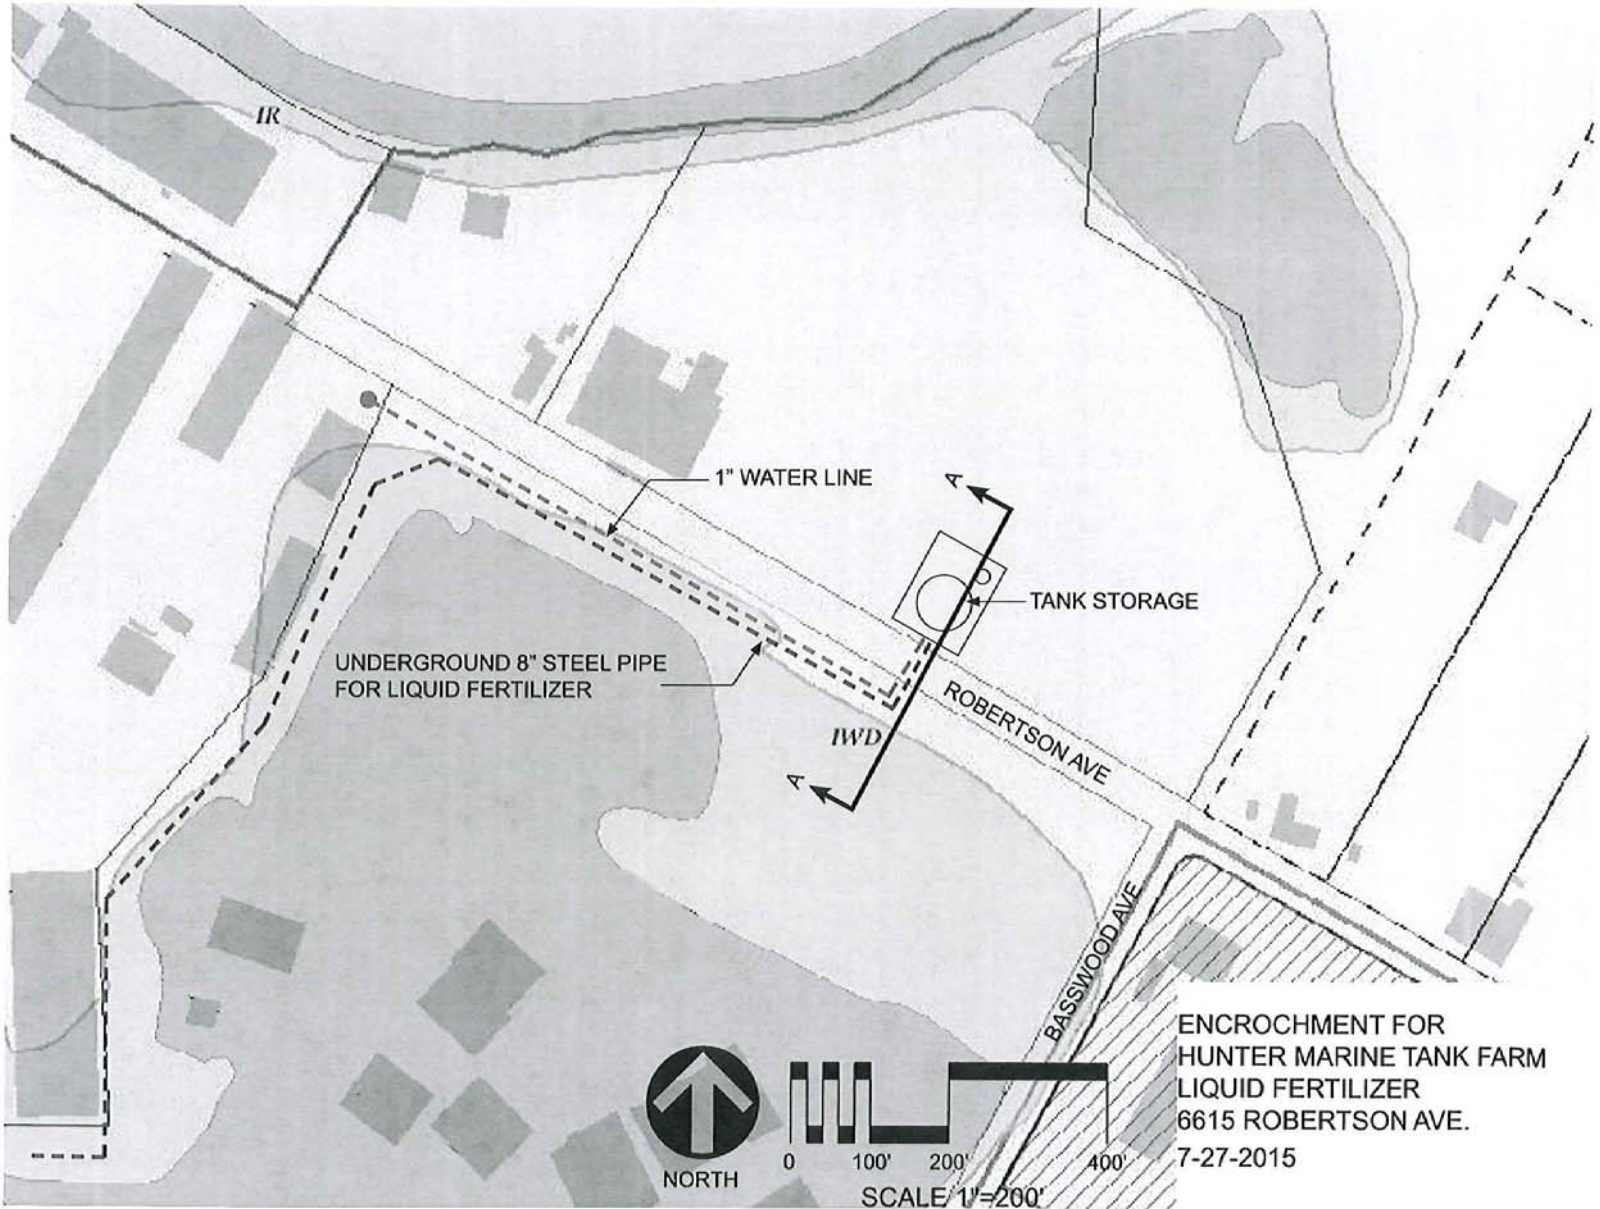 IR
A
1" WATER LINE
TANK STORAGE
UNDERGROUND 8" STEEL PIPE
FOR LIQUID FERTILIZER
ROBERTSON AVE
IWD
A
BASSWOOD AVE
ENCROCHMENT FOR
HUNTER MARINE TANK FARM
LIQUID FERTILIZER
6615 ROBERTSON AVE.
7-27-2015
0 100' 200' 400'
NORTH
SCALE 1"=200'